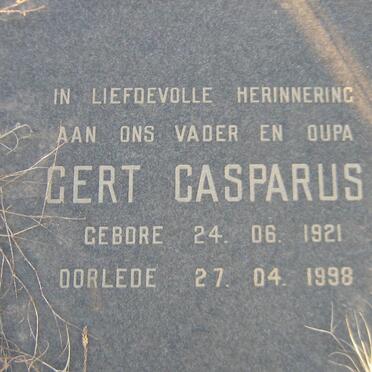 IN LIEFDEVOLLE HERINNERING
AAN ONS VADER EN OUPA
GERT CASPARUS
GEBORE 24. 06. 1921
OORLEDE 27. 04. 1998